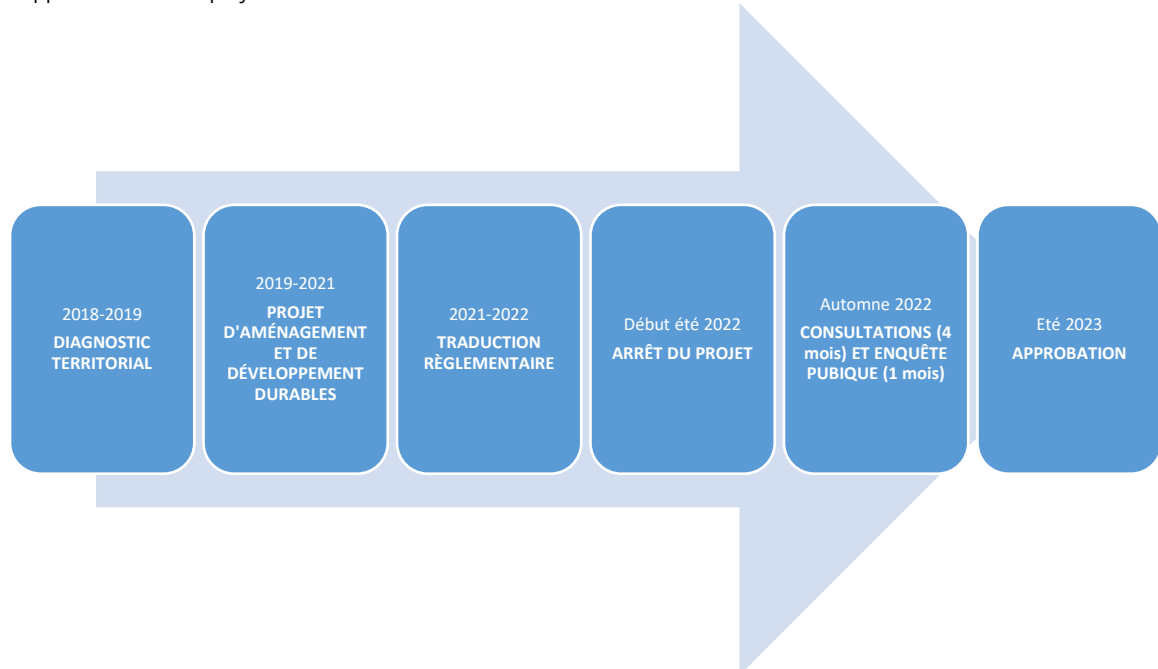 2018-2019
DIAGNOSTIC
TERRITORIAL
2019-2021
PROJET
D'AMÉNAGEMENT
ET DE
DÉVELOPPEMENT
DURABLES
2021-2022
TRADUCTION
RÈGLEMENTAIRE
Début été 2022
ARRÊT DU PROJET
Automne 2022
CONSULTATIONS (4
mois) ET ENQUÊTE
PUBIQUE (1 mois)
Eté 2023
APPROBATION